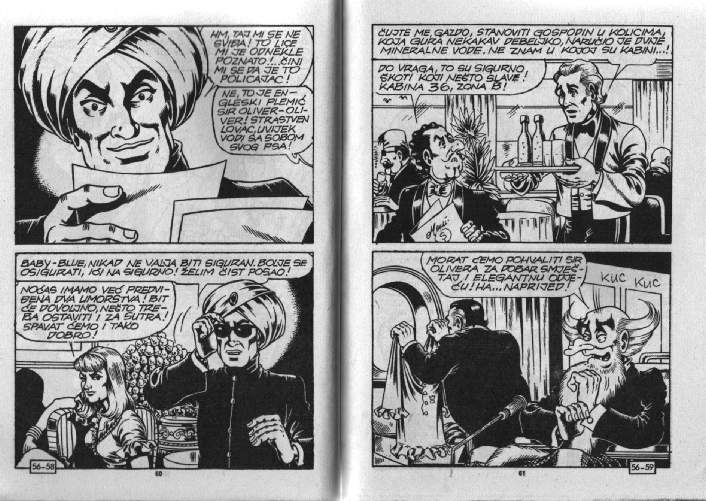 HM, TAJ MI SE NE
SVIĐA! TO LICE
MI JE ODNEKLE
POZNATO!.. ČINI
MI SE DA JE TO
POLICAJAC!
NE, TO JE EN-
GLESKI PLEMIĆ
SIR OLIVER-OLI-
VER! STRASTVEN
LOVAC, UVIJEK
VODI SA SOBOM
SVOG PSA!
BABY-BLUE, NIKAD NE VALJA BITI SIGURAN. BOLJE SE
OSIGURATI, IĆI NA SIGURNO! ŽELIM ČIST POSAO!
NOĆAS IMAMO VEĆ PREDVI-
ĐENA DVA UMORSTVA! BIT
ĆE DOVOLJNO, NEŠTO TRE-
BA OSTAVITI I ZA SUTRA.
SPAVAT ĆEMO I TAKO
DOBRO!
56-58
60
ČUJTE ME, GAZDO, STANOVITI GOSPODIN U KOLICIMA,
KOJA GURA NEKAKAV DEBELJKO, NARUČIO JE DVIJE
MINERALNE VODE. NE ZNAM U KOJOJ SU KABINI...!
DO VRAGA, TO SU SIGURNO
ŠKOTI KOJI NEŠTO SLAVE!
KABINA 36, ZONA B!
Menù
MORAT ĆEMO POHVALITI SIR
OLIVERA ZA DOBAR SMJEŠ-
TAJ I ELEGANTNU ODJE-
ĆU! HA... NAPRIJED!
KUC KUC
61
56-59